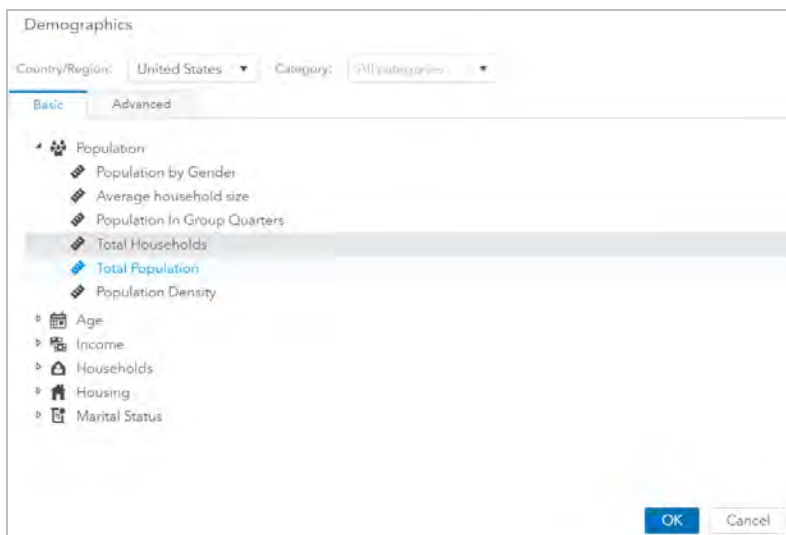 Demographics
Country/Region: United States Category: All categories
Basic Advanced
Population
Population by Gender
Average household size
Population In Group Quarters
Total Households
Total Population
Population Density
Age
Income
Households
Housing
Marital Status
OK Cancel